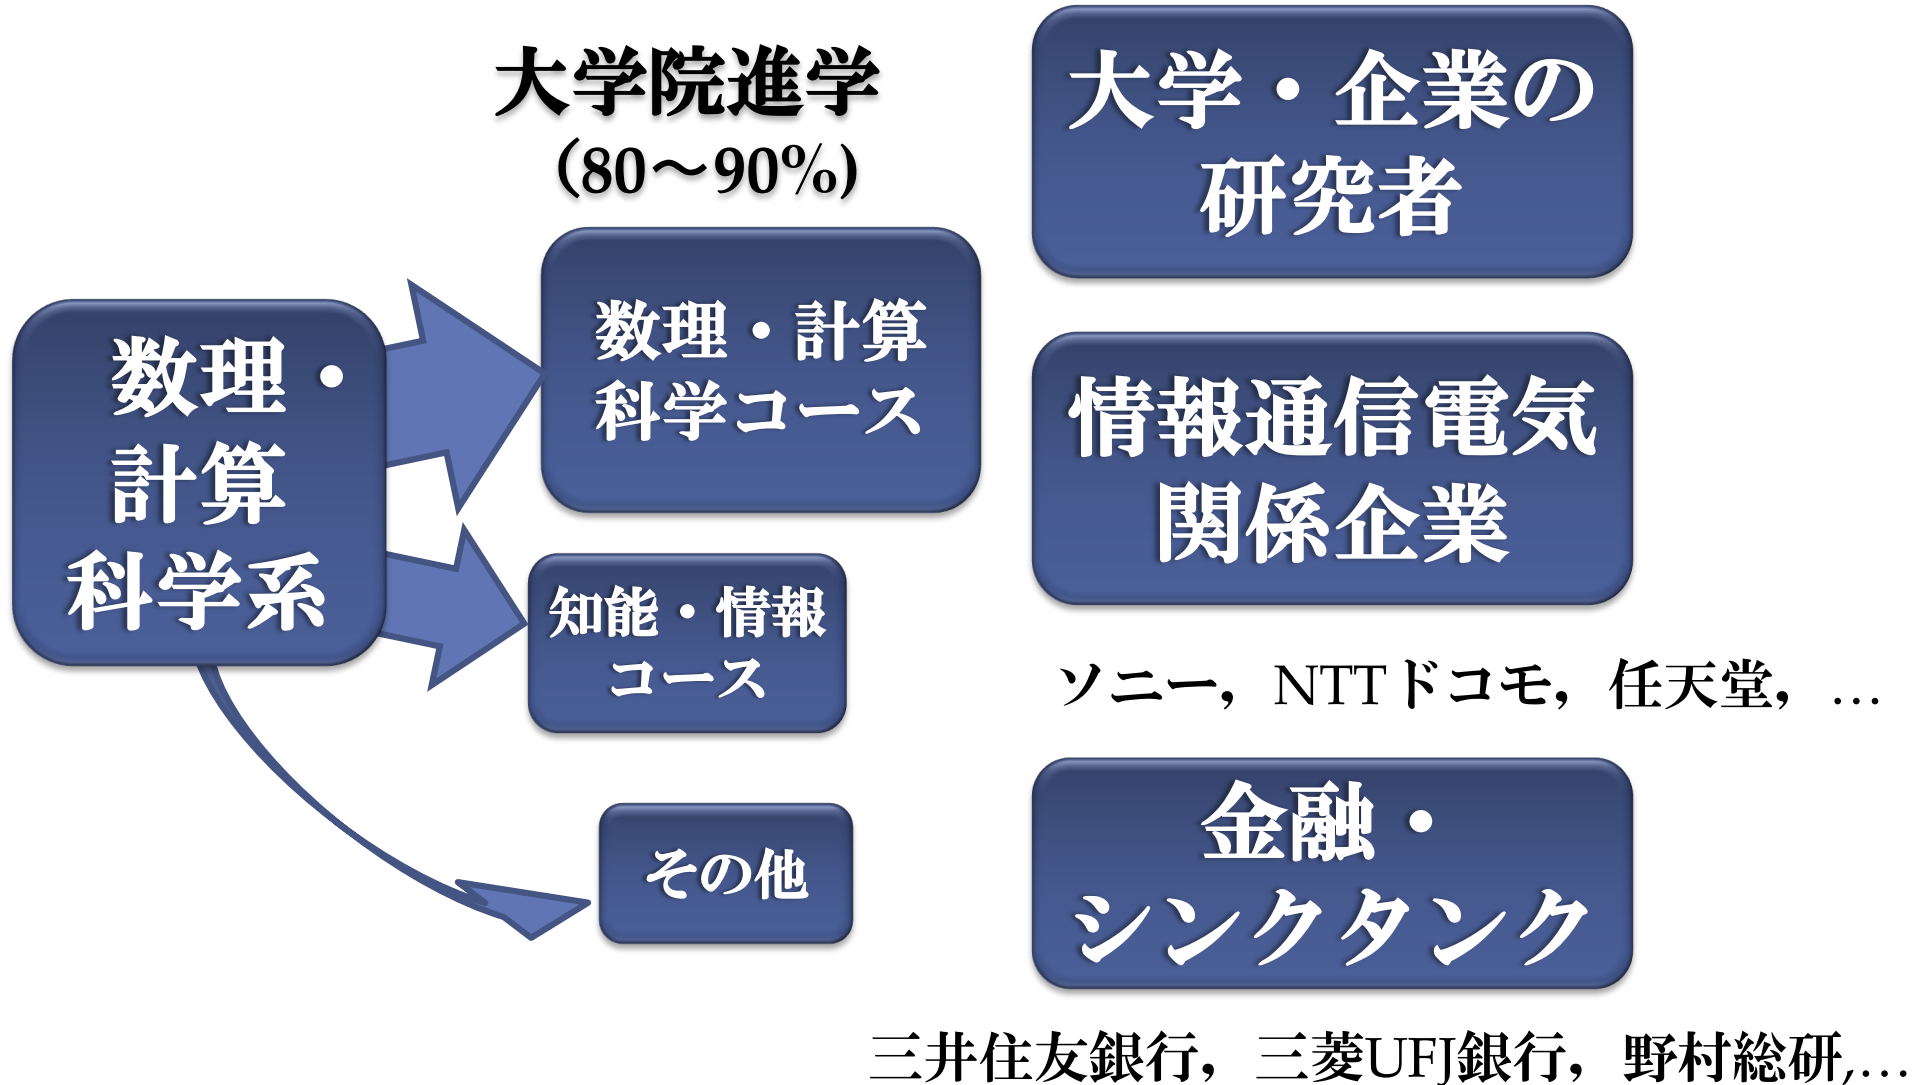 大学院進学
(80～90%)
数理・
計算
科学系
数理・計算
科学コース
知能・情報
コース
その他
大学・企業の
研究者
情報通信電気
関係企業
ソニー，NTTドコモ，任天堂，…
金融・
シンクタンク
三井住友銀行，三菱UFJ銀行，野村総研,…